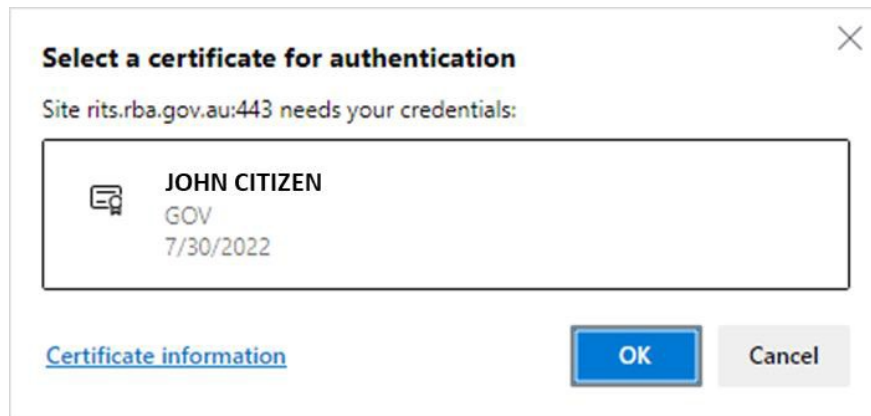 Select a certificate for authentication
Site rits.rba.gov.au:443 needs your credentials:
JOHN CITIZEN
GOV
7/30/2022
Certificate information
OK
Cancel